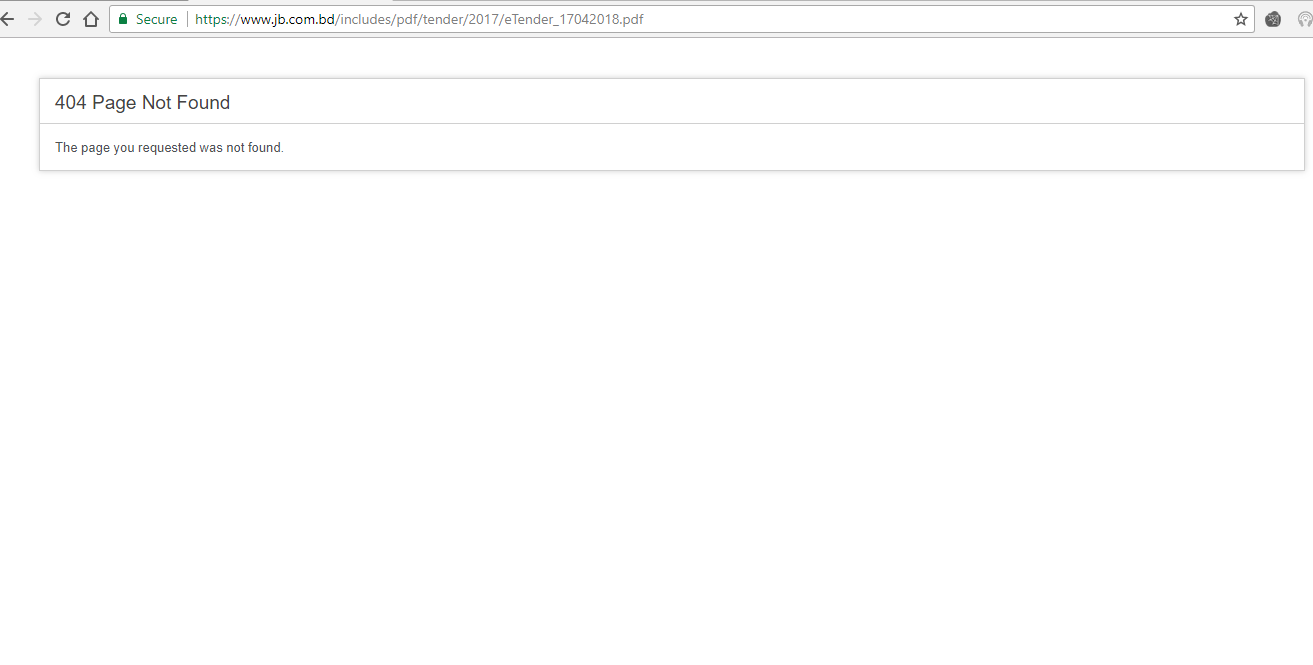 Secure https://www.jb.com.bd/includes/pdf/tender/2017/eTender_17042018.pdf
404 Page Not Found
The page you requested was not found.